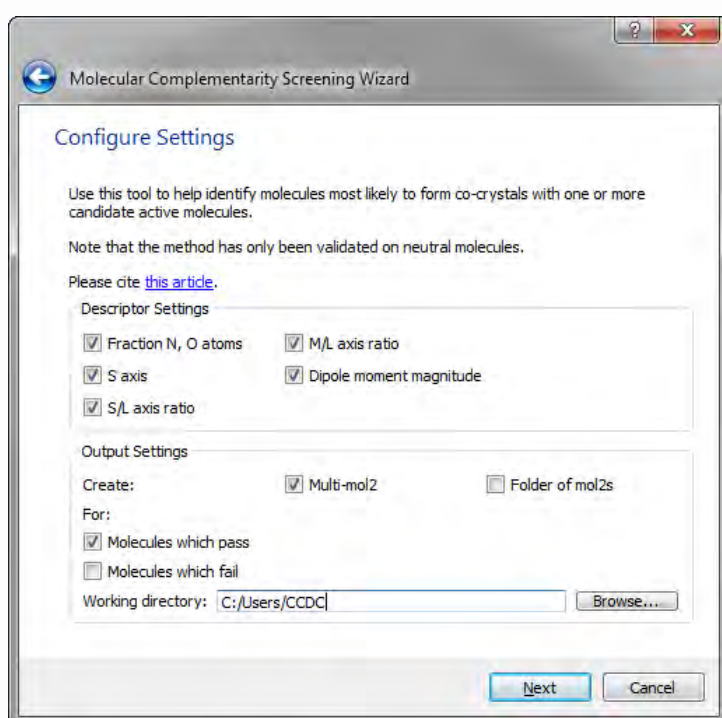 Molecular Complementarity Screening Wizard
Configure Settings
Use this tool to help identify molecules most likely to form co-crystals with one or more
candidate active molecules.
Note that the method has only been validated on neutral molecules.
Please cite this article.
Descriptor Settings
Fraction N, O atoms M/L axis ratio
S axis Dipole moment magnitude
S/L axis ratio
Output Settings
Create: Multi-mol2 Folder of mol2s
For:
Molecules which pass
Molecules which fail
Working directory: C:/Users/CCDC Browse...
Next Cancel